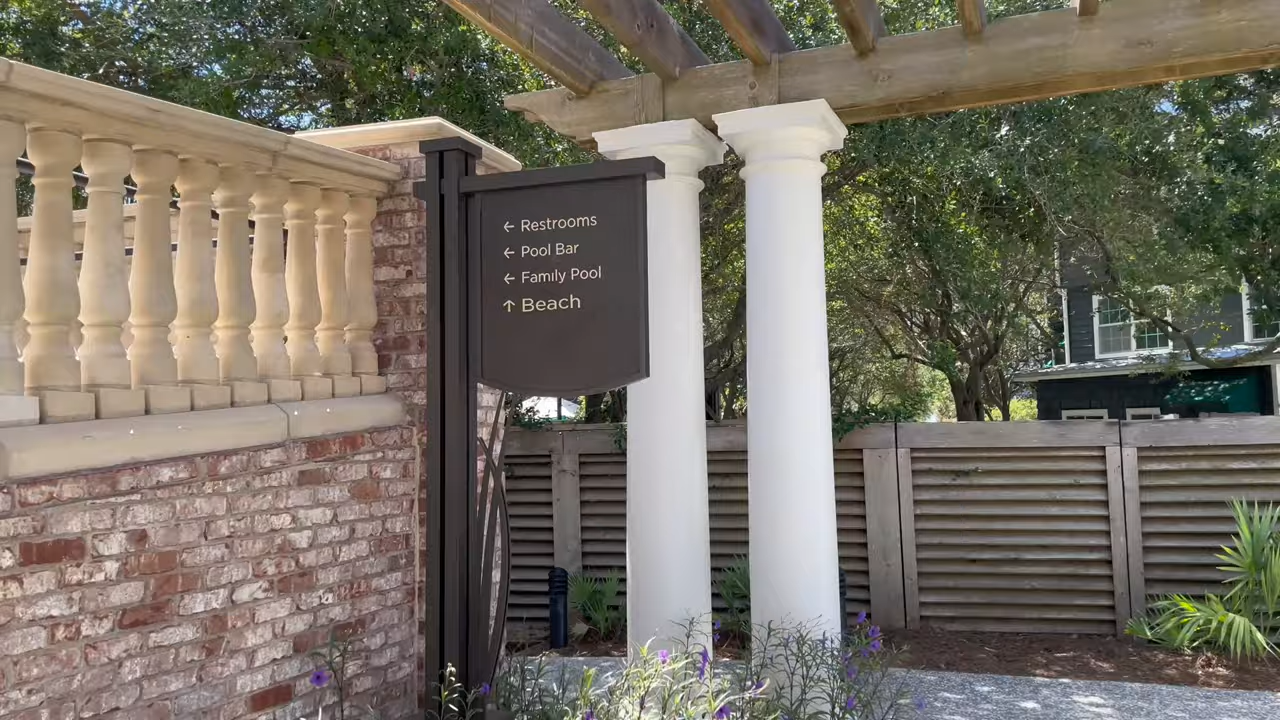 ← Restrooms
← Pool Bar
← Family Pool
↑ Beach